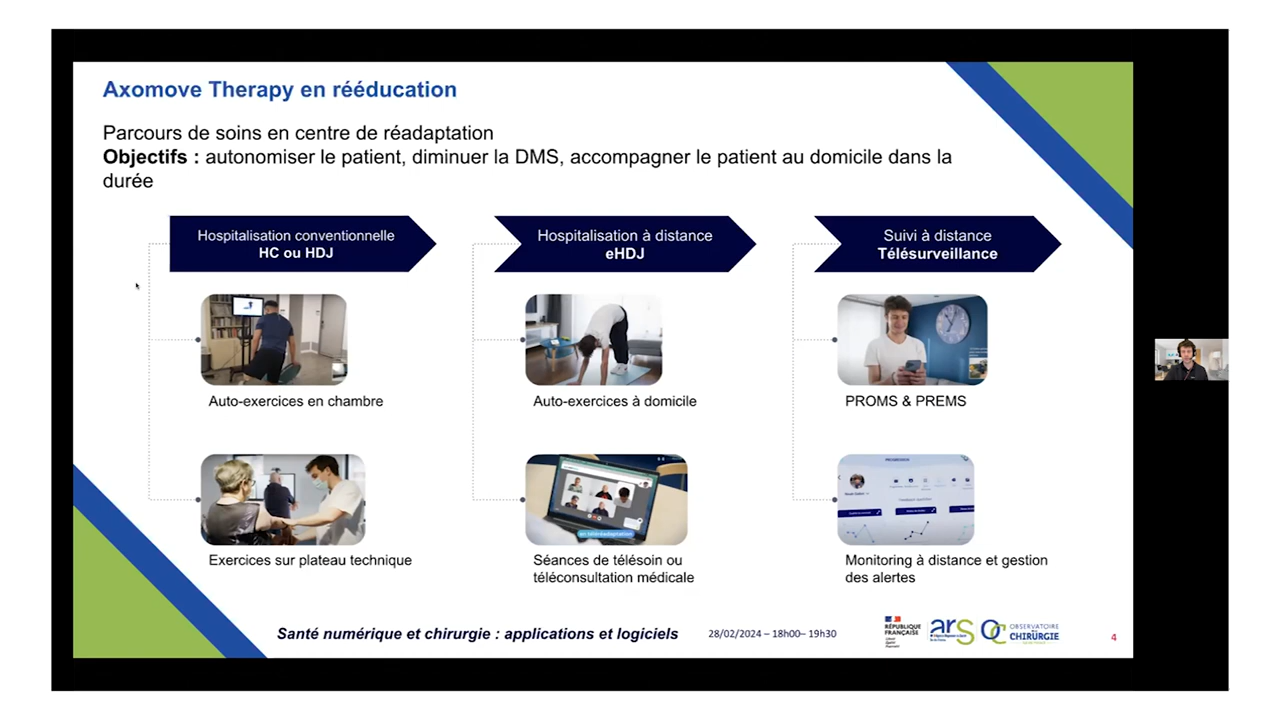 Axomove Therapy en rééducation
Parcours de soins en centre de réadaptation
Objectifs : autonomiser le patient, diminuer la DMS, accompagner le patient au domicile dans la
durée
Hospitalisation conventionnelle
HC ou HDJ
Hospitalisation à distance
eHDJ
Suivi à distance
Télésurveillance
Auto-exercices en chambre
Auto-exercices à domicile
PROMS & PREMS
en téléréadaptation
Exercices sur plateau technique
Séances de télésoin ou
téléconsultation médicale
Monitoring à distance et gestion
des alertes
Santé numérique et chirurgie : applications et logiciels
28/02/2024 – 18h00– 19h30
RÉPUBLIQUE
FRANÇAISE
ars
OC
OBSERVATOIRE
CHIRURGIE
4